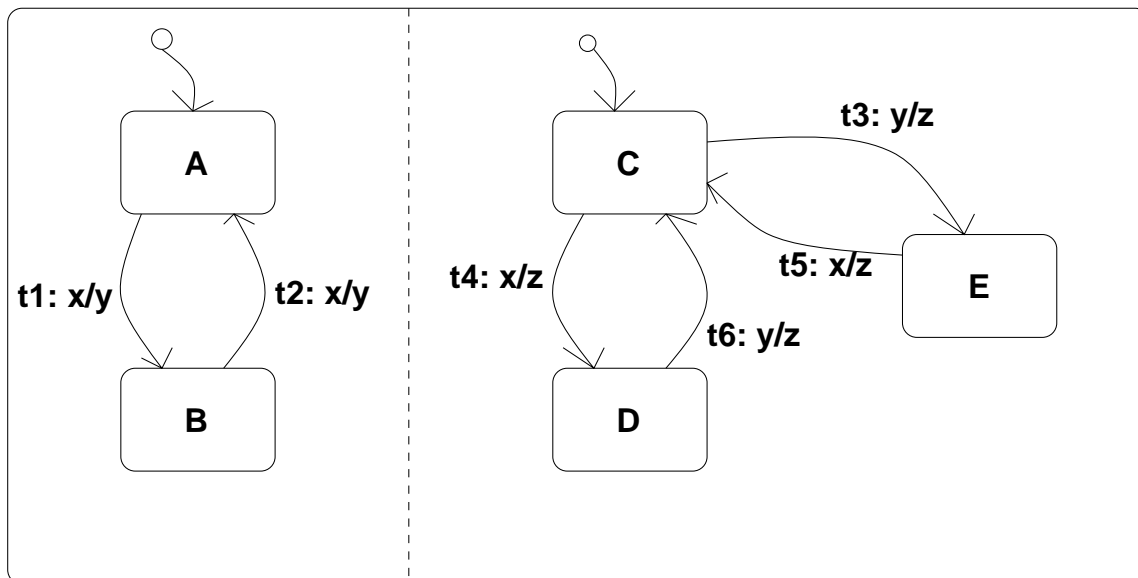 t3: y/z
A
C
t5: x/z
E
t1: x/y
t2: x/y
t4: x/z
t6: y/z
B
D